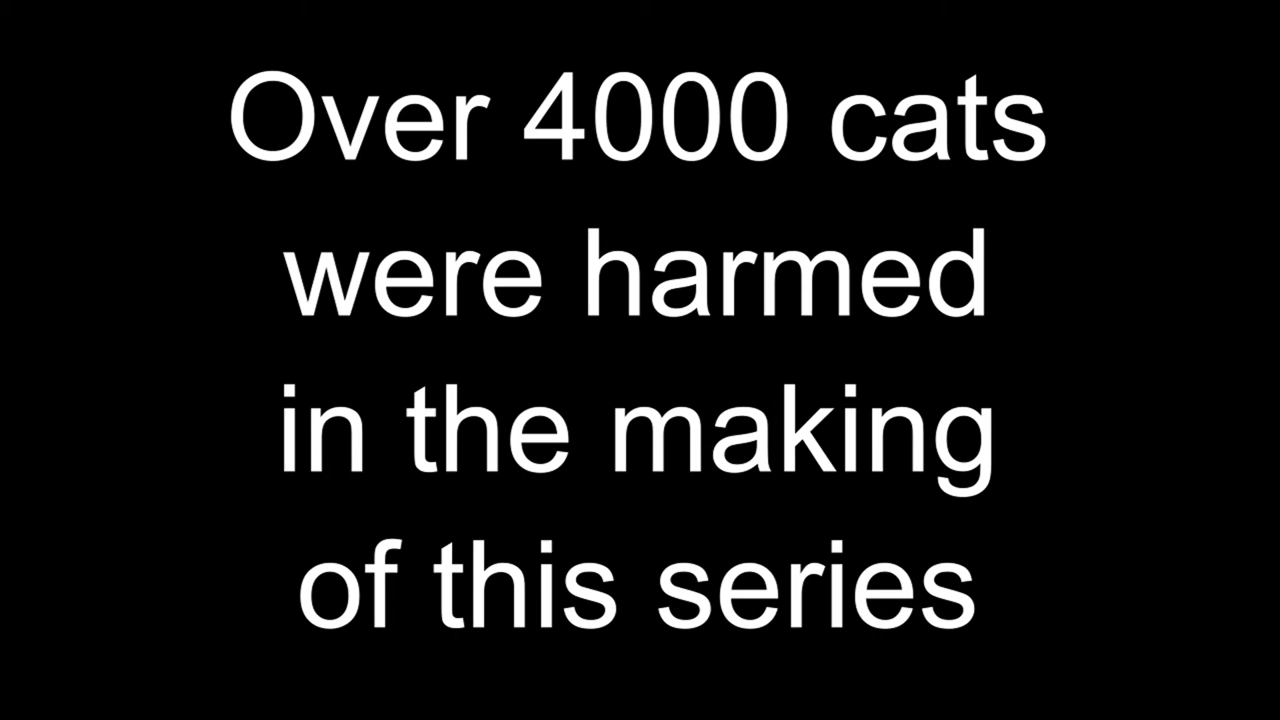 Over 4000 cats
were harmed
in the making
of this series